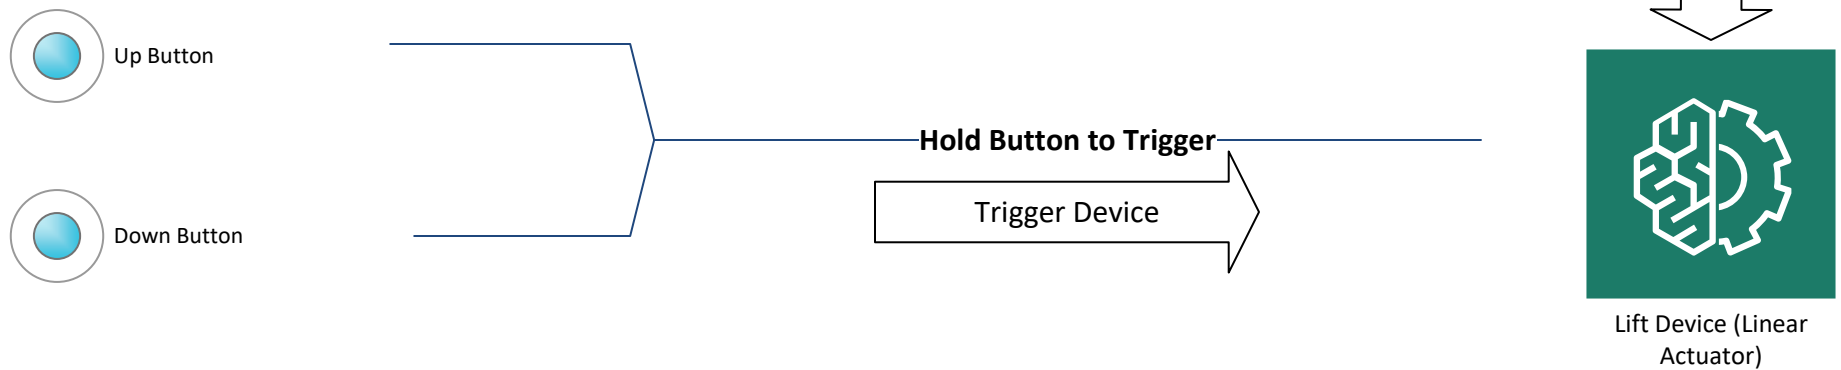 Up Button
Hold Button to Trigger
Trigger Device
Down Button
Lift Device (Linear
Actuator)